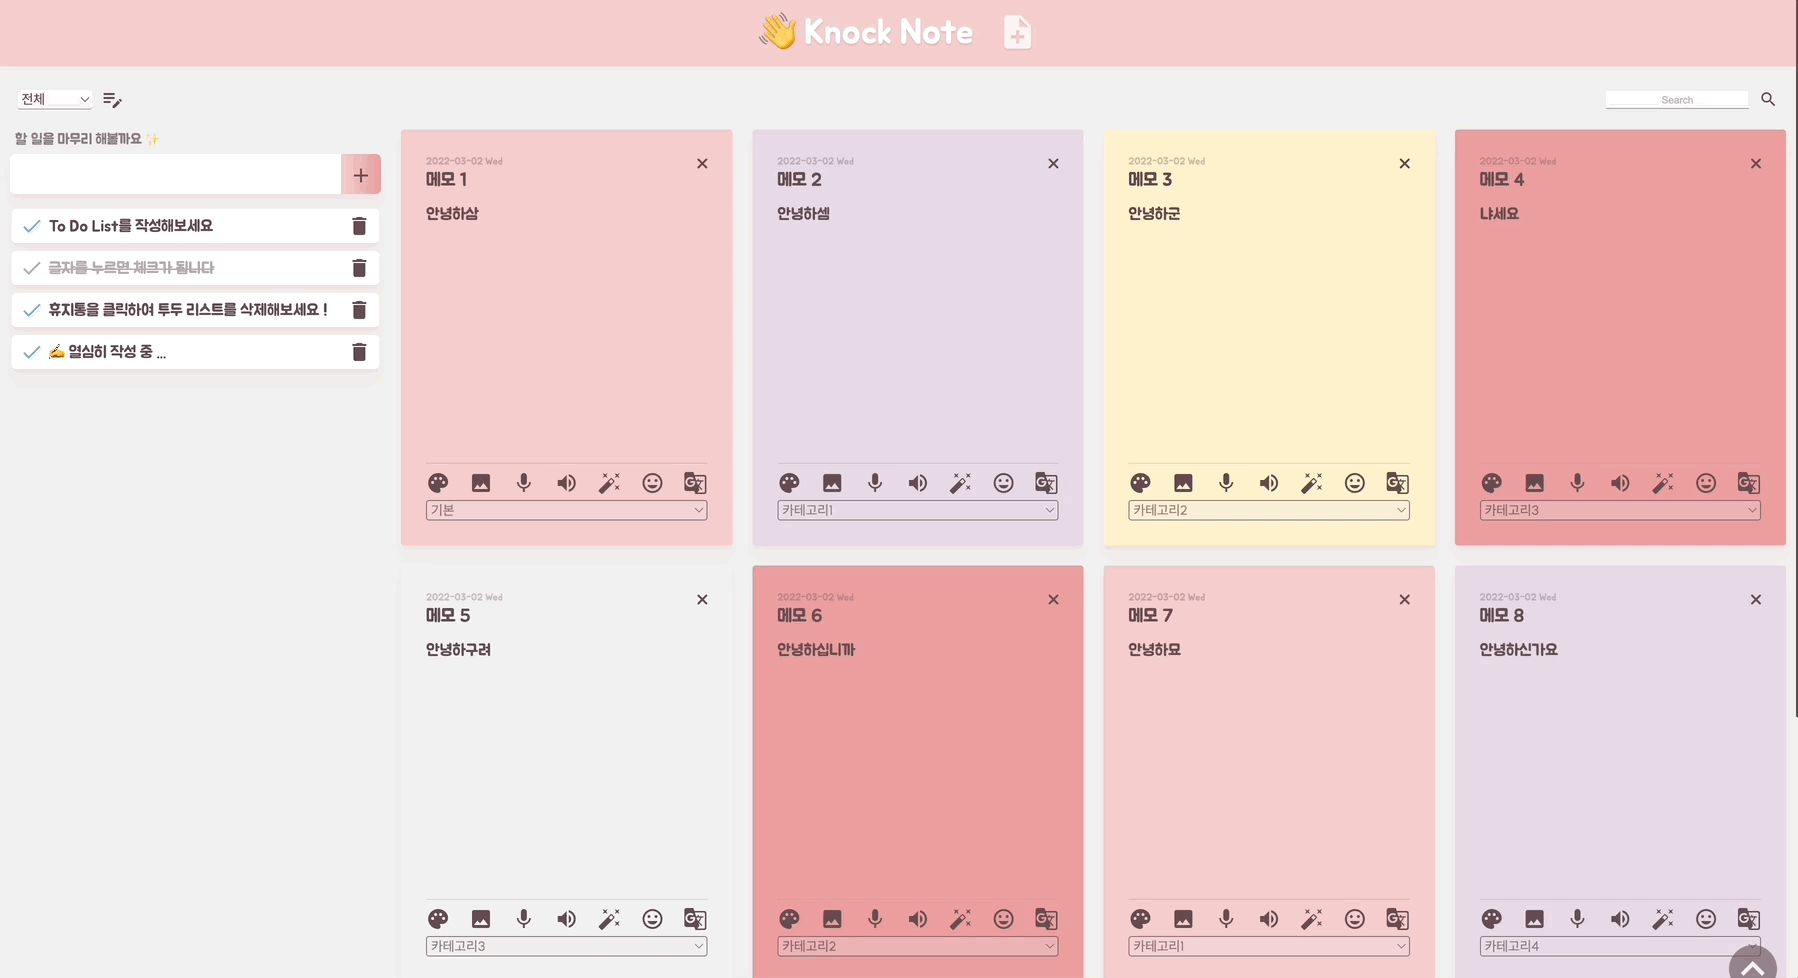 Knock Note
전체
Search
할 일을 마무리 해볼까요
To Do List를 작성해보세요
글자를 누르면 체크가 됩니다
휴지통을 클릭하여 투두 리스트를 삭제해보세요 !
열심히 작성 중 ...
2022-03-02 Wed
메모 1
안녕하삼
기본
2022-03-02 Wed
메모 2
안녕하셈
카테고리1
2022-03-02 Wed
메모 3
안녕하군
카테고리2
2022-03-02 Wed
메모 4
냐세요
카테고리3
2022-03-02 Wed
메모 5
안녕하구려
카테고리3
2022-03-02 Wed
메모 6
안녕하십니까
카테고리2
2022-03-02 Wed
메모 7
안녕하묘
카테고리1
2022-03-02 Wed
메모 8
안녕하신가요
카테고리4